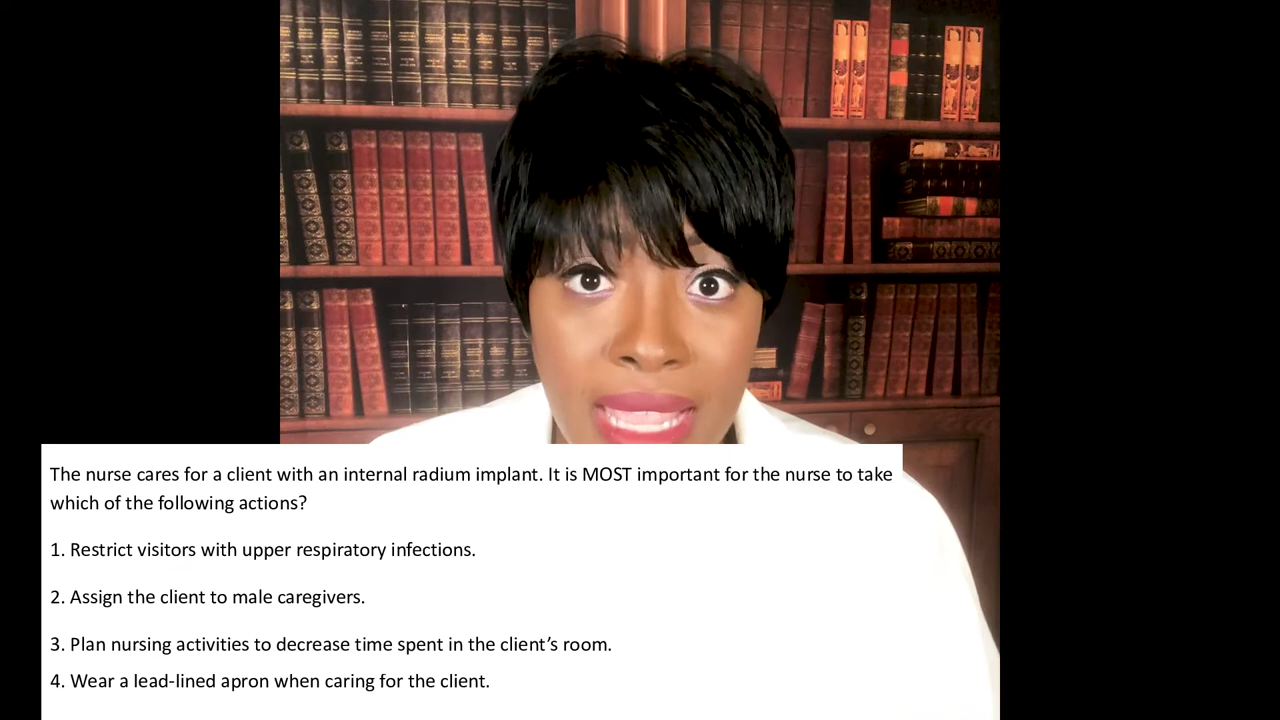 The nurse cares for a client with an internal radium implant. It is MOST important for the nurse to take
which of the following actions?
1. Restrict visitors with upper respiratory infections.
2. Assign the client to male caregivers.
3. Plan nursing activities to decrease time spent in the client’s room.
4. Wear a lead-lined apron when caring for the client.